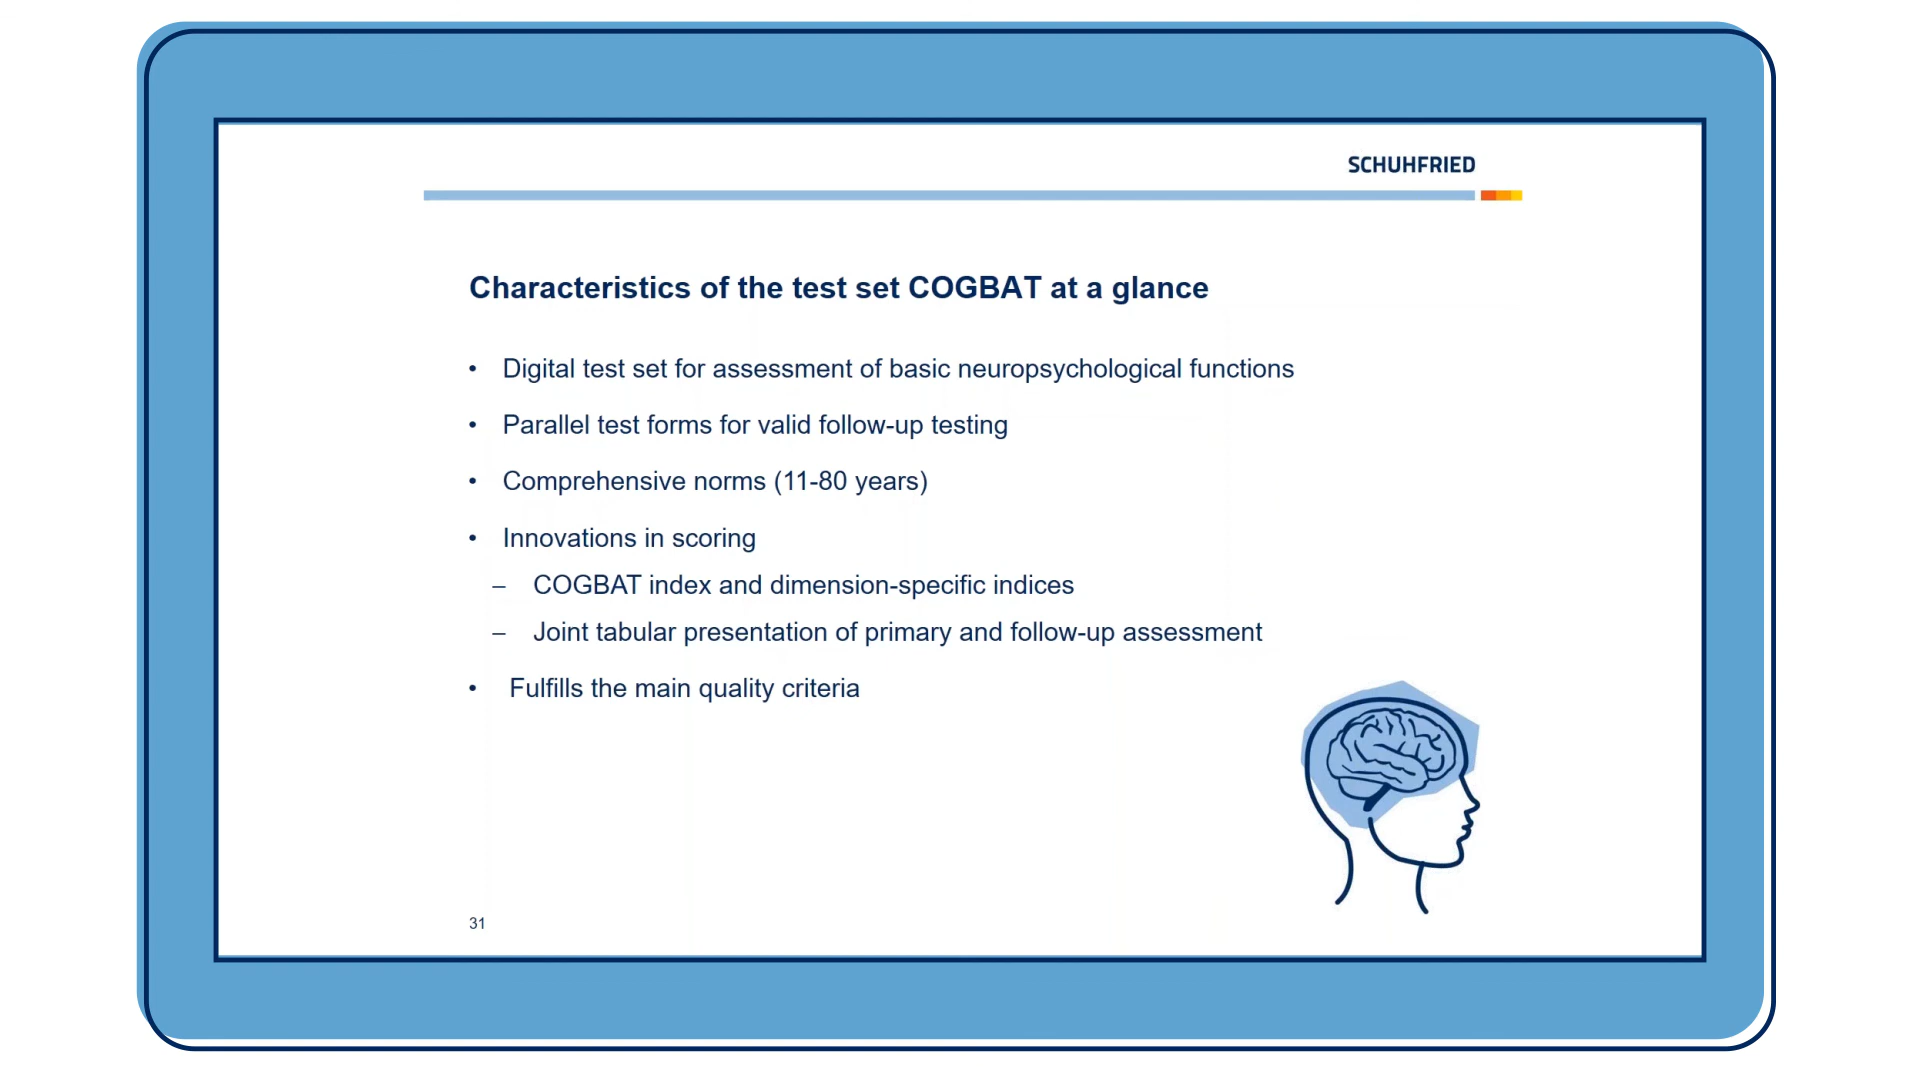 SCHUHFRIED
Characteristics of the test set COGBAT at a glance
• Digital test set for assessment of basic neuropsychological functions
• Parallel test forms for valid follow-up testing
• Comprehensive norms (11-80 years)
• Innovations in scoring
– COGBAT index and dimension-specific indices
– Joint tabular presentation of primary and follow-up assessment
• Fulfills the main quality criteria
31